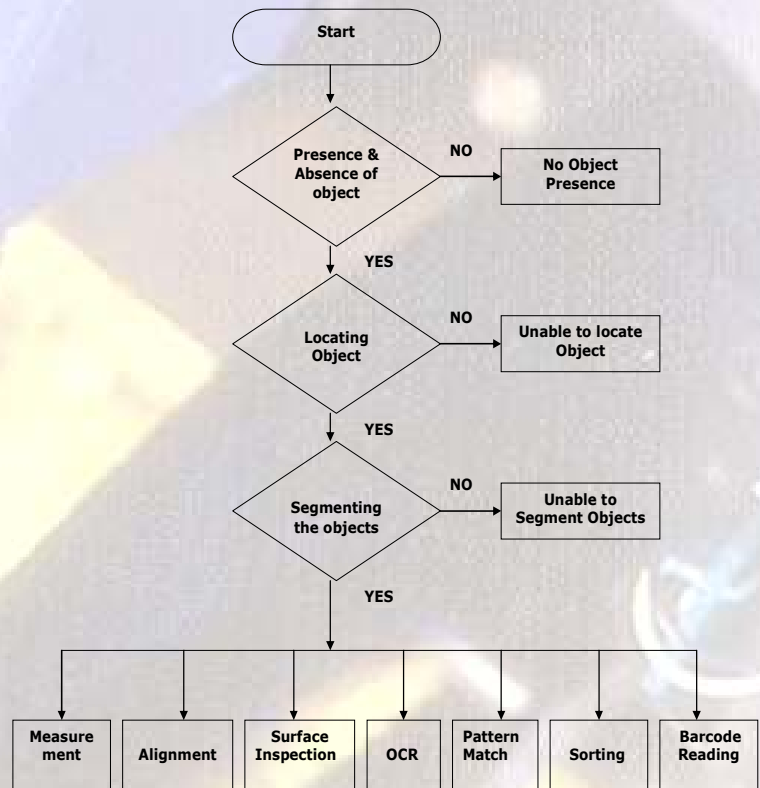 Start
Presence &
Absence of
object
NO
No Object
Presence
YES
Locating
Object
NO
Unable to locate
Object
YES
Segmenting
the objects
NO
Unable to
Segment Objects
YES
Measure
ment
Alignment
Surface
Inspection
OCR
Pattern
Match
Sorting
Barcode
Reading